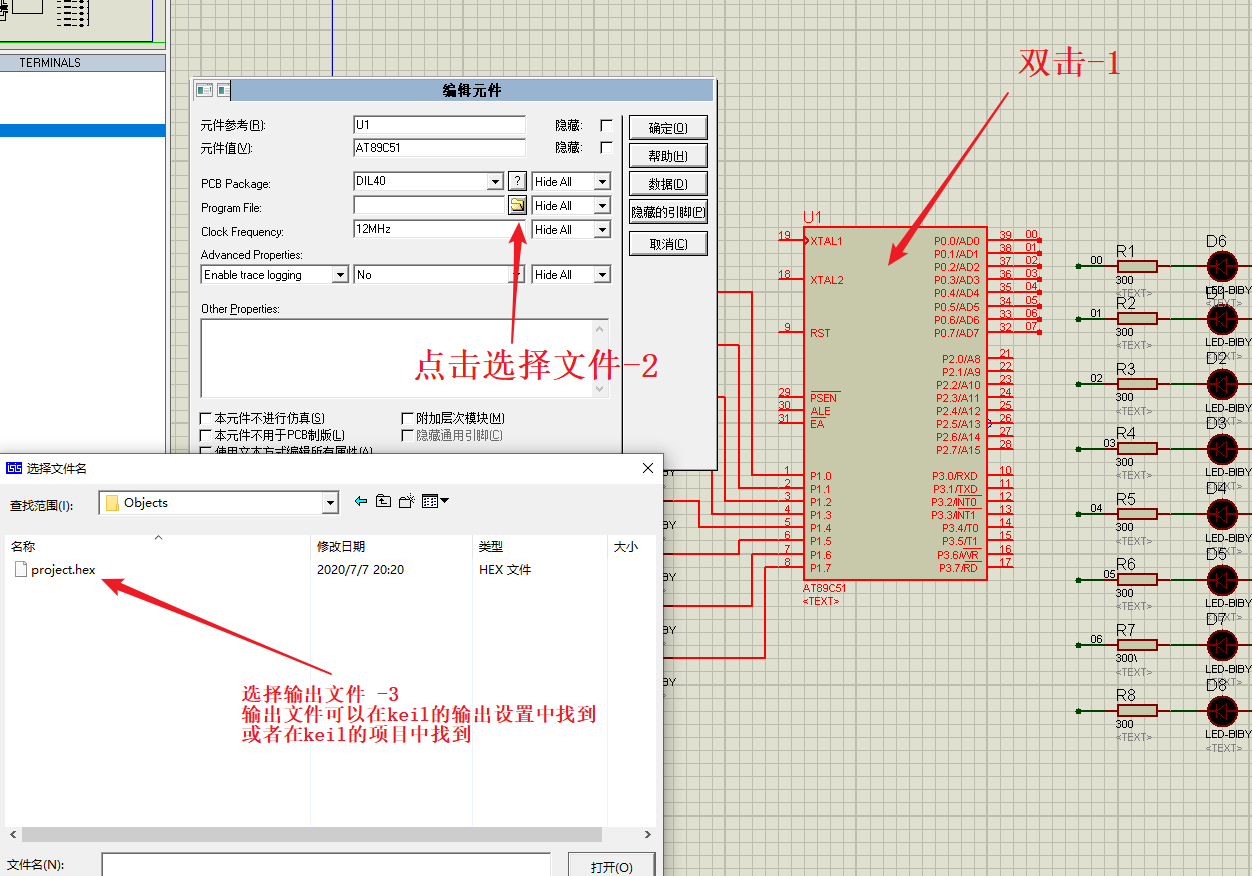 TERMINALS
双击-1
编辑元件
元件参考(R):
U1
隐藏:
确定(O)
元件值(V):
AT89C51
隐藏:
帮助(H)
PCB Package:
DIL40
?
Hide All
数据(D)
Program File:
Hide All
隐藏的引脚(P)
Clock Frequency:
12MHz
Hide All
取消(C)
Advanced Properties:
Enable trace logging
No
Hide All
Other Properties:
点击选择文件-2
本元件不进行仿真(S)
附加层次模块(M)
本元件不用于PCB制版(L)
隐藏通用引脚(C)
使用文本方式编辑所有属性(A)
选择文件名
查找范围(I):
Objects
名称
修改日期
类型
大小
project.hex
2020/7/7 20:20
HEX 文件
选择输出文件 -3
输出文件可以在keil的输出设置中找到
或者在keil的项目中找到
文件名(N):
打开(O)
U1
19 XTAL1
18 XTAL2
9 RST
29 PSEN
30 ALE
31 EA
1 P1.0
2 P1.1
3 P1.2
4 P1.3
5 P1.4
6 P1.5
7 P1.6
8 P1.7
P0.0/AD0 39 00
P0.1/AD1 38 01
P0.2/AD2 37 02
P0.3/AD3 36 03
P0.4/AD4 35 04
P0.5/AD5 34 05
P0.6/AD6 33 06
P0.7/AD7 32 07
P2.0/A8 21
P2.1/A9 22
P2.2/A10 23
P2.3/A11 24
P2.4/A12 25
P2.5/A13 26
P2.6/A14 27
P2.7/A15 28
P3.0/RXD 10
P3.1/TXD 11
P3.2/INT0 12
P3.3/INT1 13
P3.4/T0 14
P3.5/T1 15
P3.6/WR 16
P3.7/RD 17
AT89C51
<TEXT>
00
R1
300
<TEXT>
D6
LED-BIBY
01
R2
300
<TEXT>
LED-BIBY
02
R3
300
<TEXT>
D2
LED-BIBY
03
R4
300
<TEXT>
D3
LED-BIBY
04
R5
300
<TEXT>
D4
LED-BIBY
05
R6
300
<TEXT>
D5
LED-BIBY
06
R7
300\
<TEXT>
D7
LED-BIBY
R8
300
<TEXT>
D8
LED-BIBY
<TEXT>